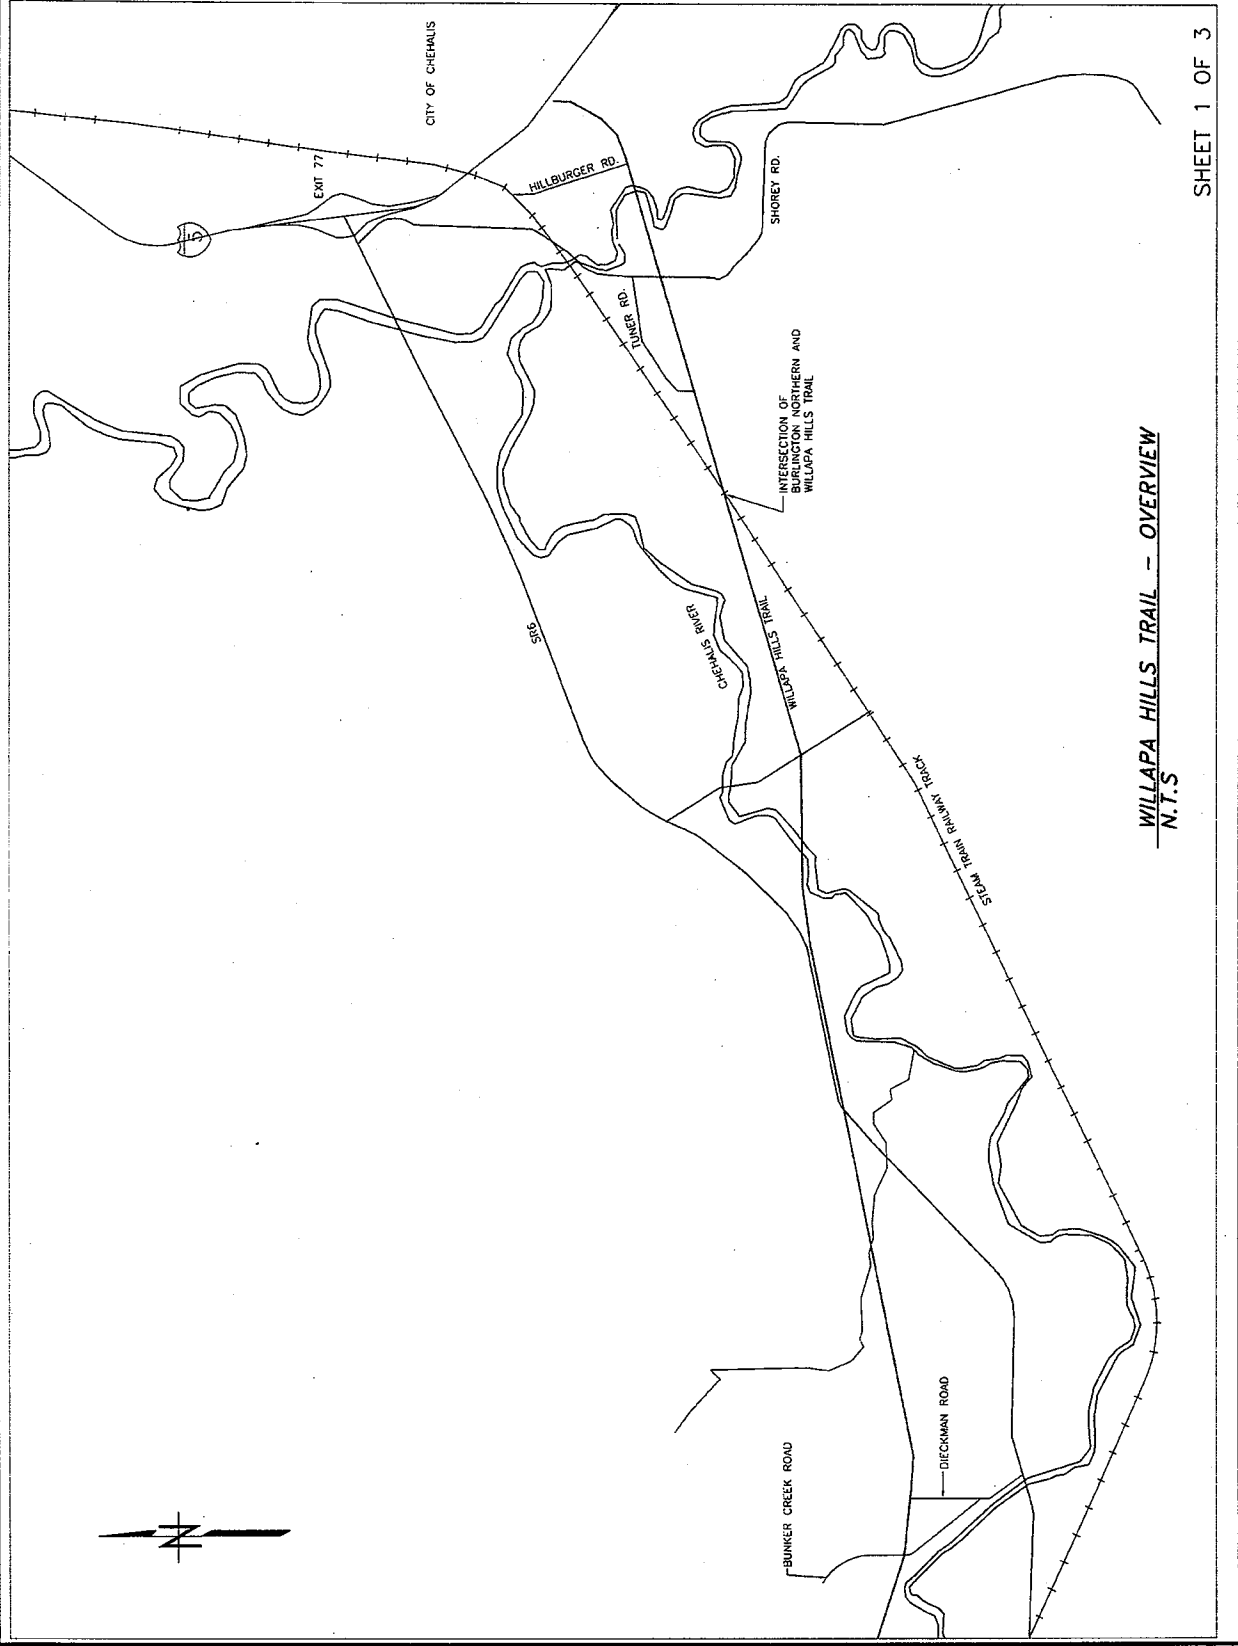 CITY OF CHEHALIS
EXIT 77
5
HILLBURGER RD.
SHOREY RD.
TUNER RD.
INTERSECTION OF
BURLINGTON NORTHERN AND
WILLAPA HILLS TRAIL
SR6
CHEHALIS RIVER
WILLAPA HILLS TRAIL
STEAM TRAIN RAILWAY TRACK
DIECKMAN ROAD
BUNKER CREEK ROAD
N
WILLAPA HILLS TRAIL - OVERVIEW
N.T.S
SHEET 1 OF 3